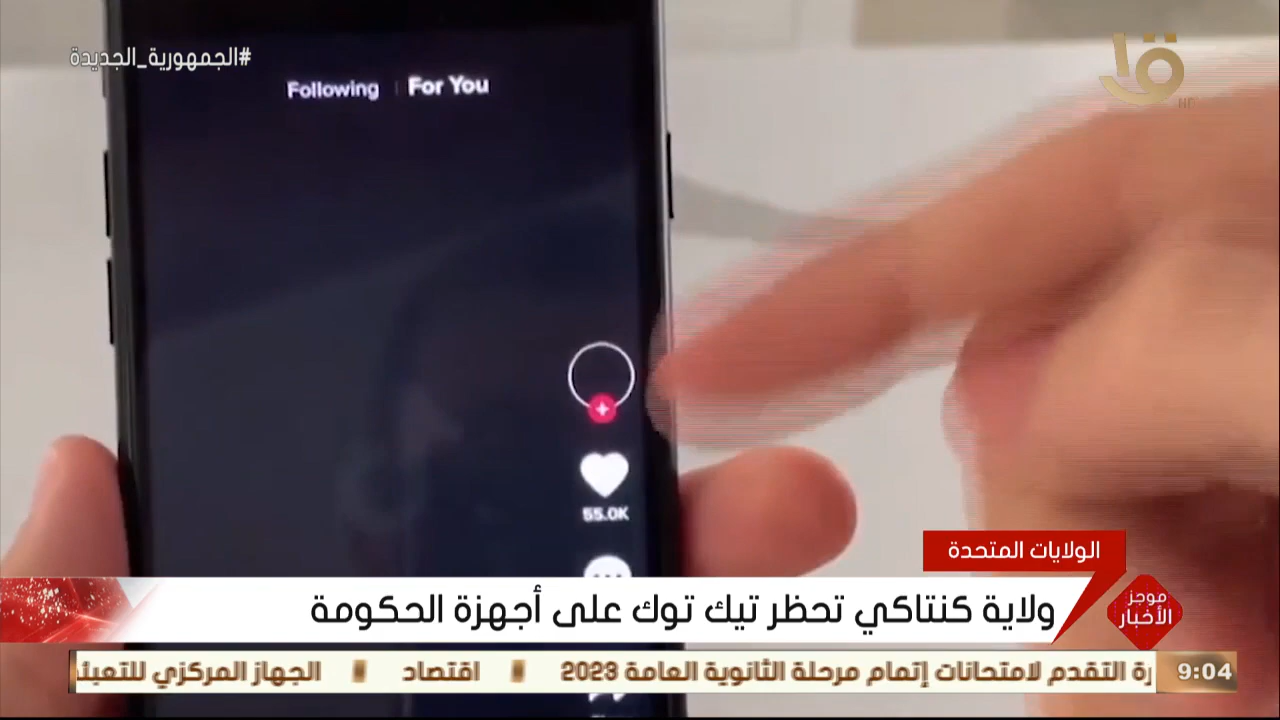 #الجمهورية_الجديدة
Following
For You
55.0K
الولايات المتحدة
موجز الأخبار
ولاية كنتاكي تحظر تيك توك على أجهزة الحكومة
التقدم لامتحانات إتمام مرحلة الثانوية العامة 2023 اقتصاد الجهاز المركزي
9:04